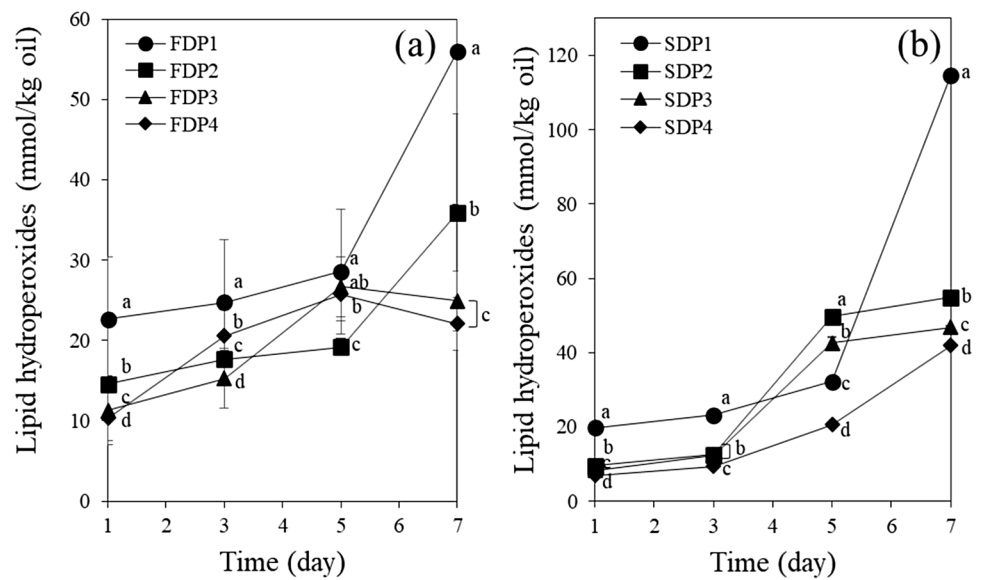 (a)
FDP1
FDP2
FDP3
FDP4
Lipid hydroperoxides (mmol/kg oil)
60
50
40
30
20
10
0
a
b
c
d
a
b
c
d
a
ab
b
c
a
b
c
1
2
3
4
5
6
7
Time (day)
(b)
SDP1
SDP2
SDP3
SDP4
Lipid hydroperoxides (mmol/kg oil)
120
100
80
60
40
20
0
a
b
c
d
a
b
c
a
b
c
d
a
b
c
d
1
2
3
4
5
6
7
Time (day)